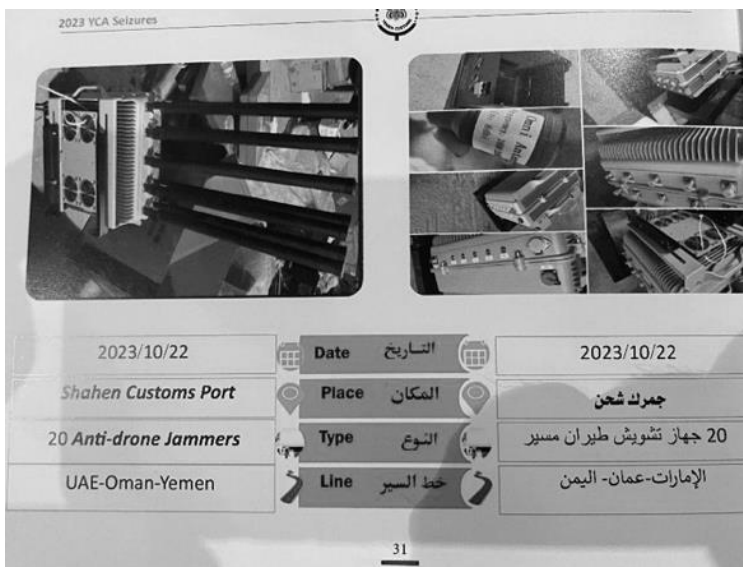 2023 YCA Seizures
2023/10/22
Date
التاريخ
2023/10/22
Shahen Customs Port
Place
المكان
جمرك شحن
20 Anti-drone Jammers
Type
النوع
20 جهاز تشويش طيران مسير
UAE-Oman-Yemen
Line
خط السير
الإمارات-عمان- اليمن
31